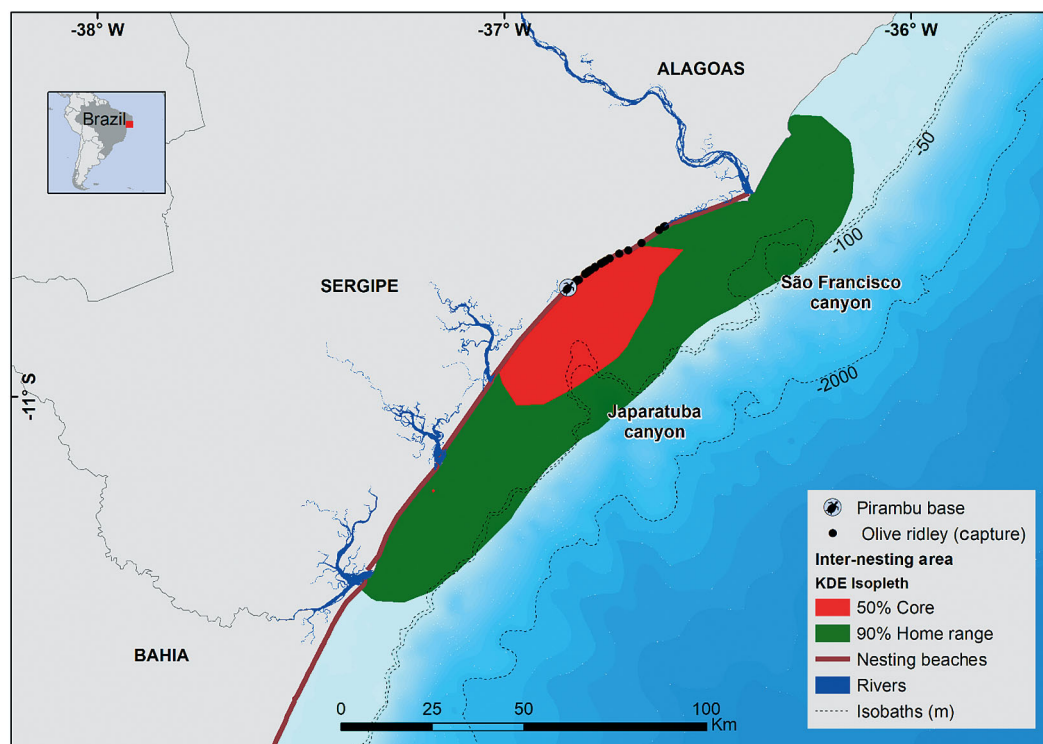 -38° W
-37° W
-36° W
ALAGOAS
Brazil
-50
-100
São Francisco
canyon
SERGIPE
-2000
-11° S
Japaratuba
canyon
BAHIA
Pirambu base
Olive ridley (capture)
Inter-nesting area
KDE Isopleth
50% Core
90% Home range
Nesting beaches
Rivers
Isobaths (m)
0 25 50 100
Km